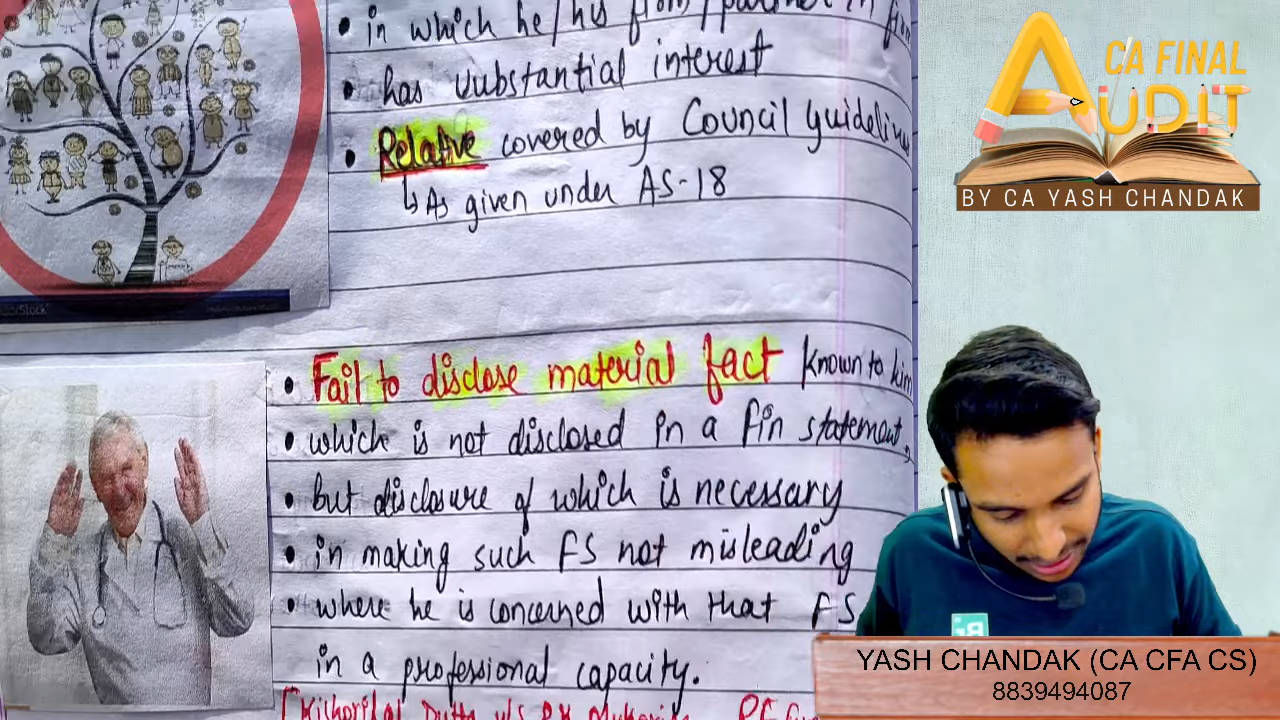 • in which he/his firm/partner in firm
• has substantial interest
• Relative covered by Council guidelines
↳ As given under AS-18
• Fail to disclose material fact known to him
• which is not disclosed in a fin statement,
• but disclosure of which is necessary
• in making such FS not misleading
• where he is concerned with that FS
in a professional capacity.
[Kishorilal Dutta v/s P.K. Mukarjee
CA FINAL
AUDIT
BY CA YASH CHANDAK
YASH CHANDAK (CA CFA CS)
8839494087